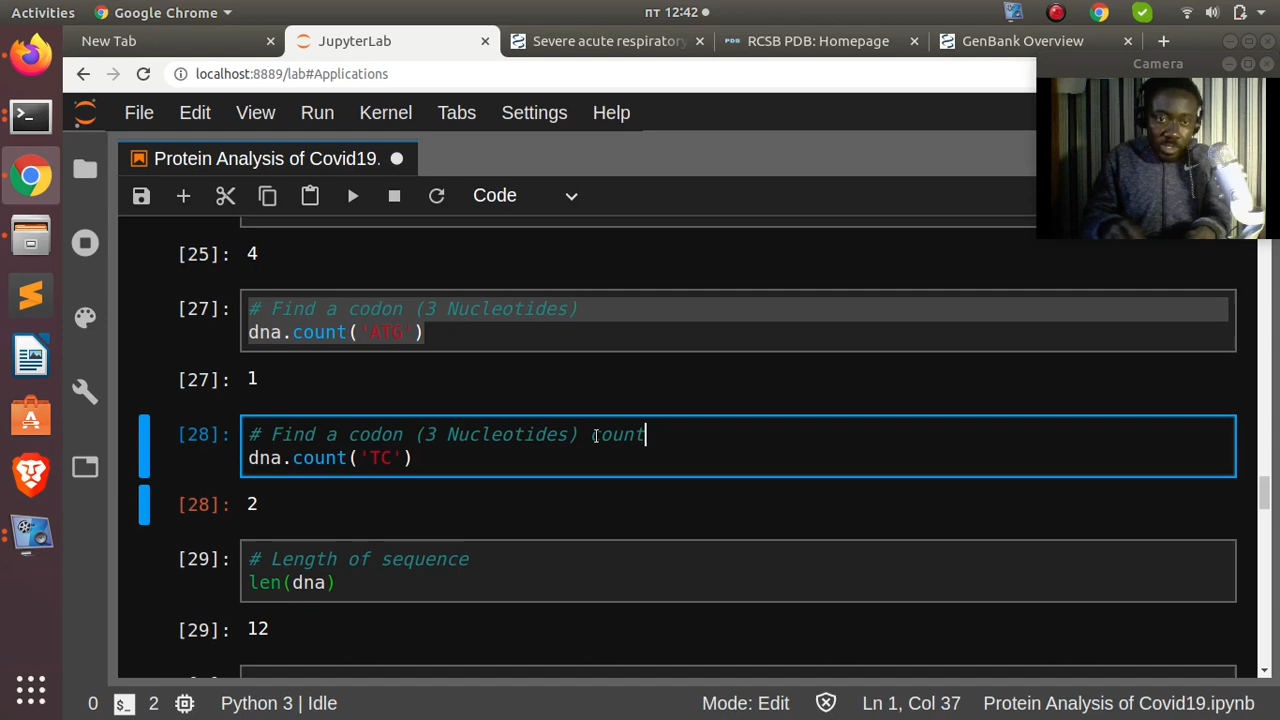 Activities
Google Chrome
пт 12:42
New Tab
JupyterLab
Severe acute respiratory
PDB
RCSB PDB: Homepage
GenBank Overview
localhost:8889/lab#Applications
Camera
File Edit View Run Kernel Tabs Settings Help
Protein Analysis of Covid19.
Code
[25]: 4
[27]: # Find a codon (3 Nucleotides)
dna.count('ATG')
[27]: 1
[28]: # Find a codon (3 Nucleotides) count
dna.count('TC')
[28]: 2
[29]: # Length of sequence
len(dna)
[29]: 12
0 2 Python 3 | Idle Mode: Edit Ln 1, Col 37 Protein Analysis of Covid19.ipynb